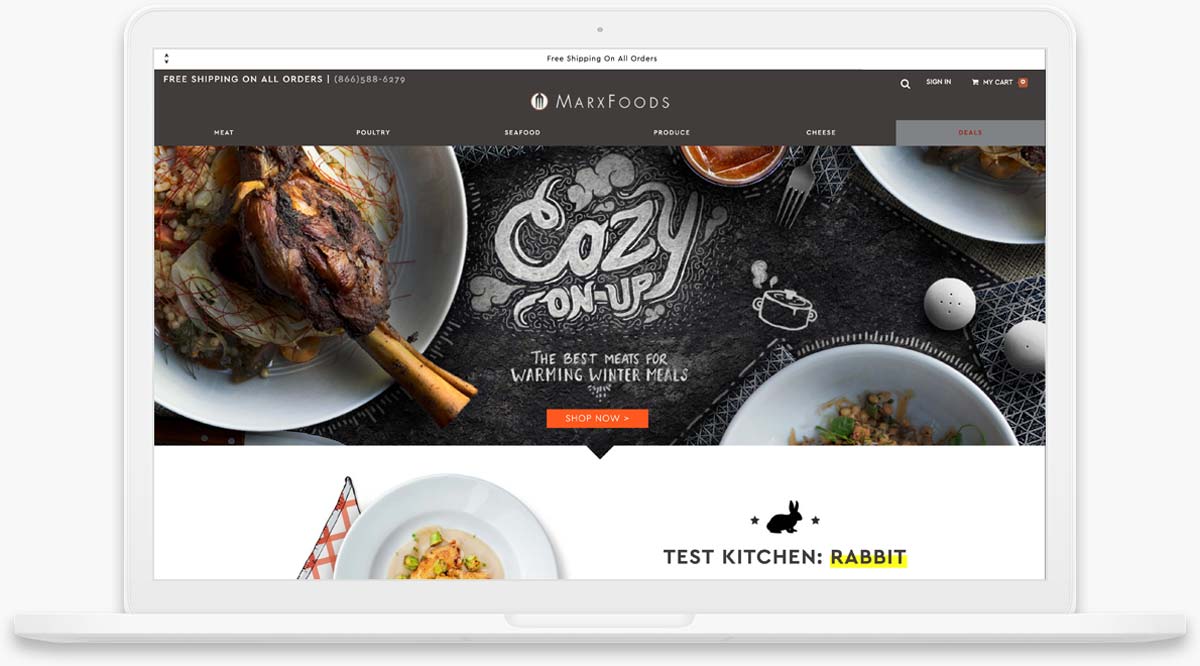 Free Shipping On All Orders
FREE SHIPPING ON ALL ORDERS | (866)588-6279
SIGN IN
MY CART 0
MARXFOODS
MEAT
POULTRY
SEAFOOD
PRODUCE
CHEESE
DEALS
Cozy
ON-UP
THE BEST MEATS FOR
WARMING WINTER MEALS
SHOP NOW >
TEST KITCHEN: RABBIT